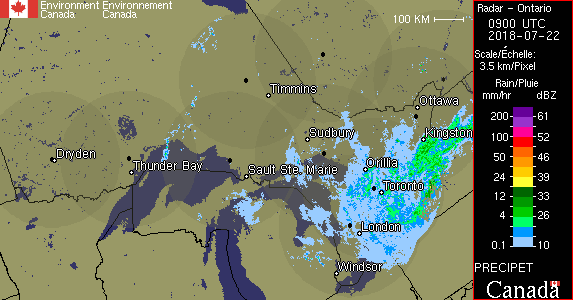 Environment Environnement
Canada Canada
Radar - Ontario
0900 UTC
2018-07-22
Scale/Échelle:
3.5 km/Pixel
Rain/Pluie
mm/hr dBZ
200 61
100 52
50 46
24 39
12 33
4 26
0.1 10
PRECIPET
Canada
100 KM
Timmins
Ottawa
Sudbury
Kingston
Dryden
Thunder Bay
Sault Ste. Marie
Orillia
Toronto
London
Windsor